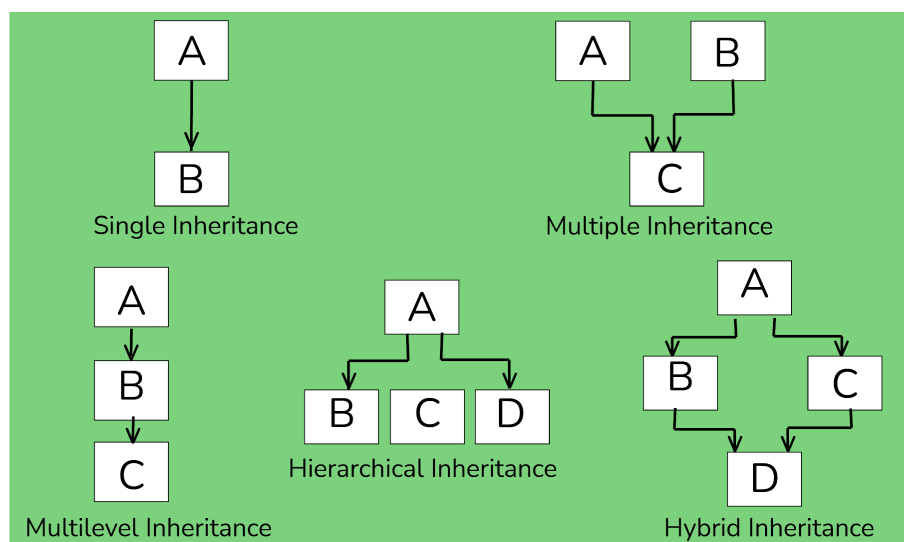 A
B
Single Inheritance
A
B
C
Multiple Inheritance
A
B
C
Multilevel Inheritance
A
B
C
D
Hierarchical Inheritance
A
B
C
D
Hybrid Inheritance